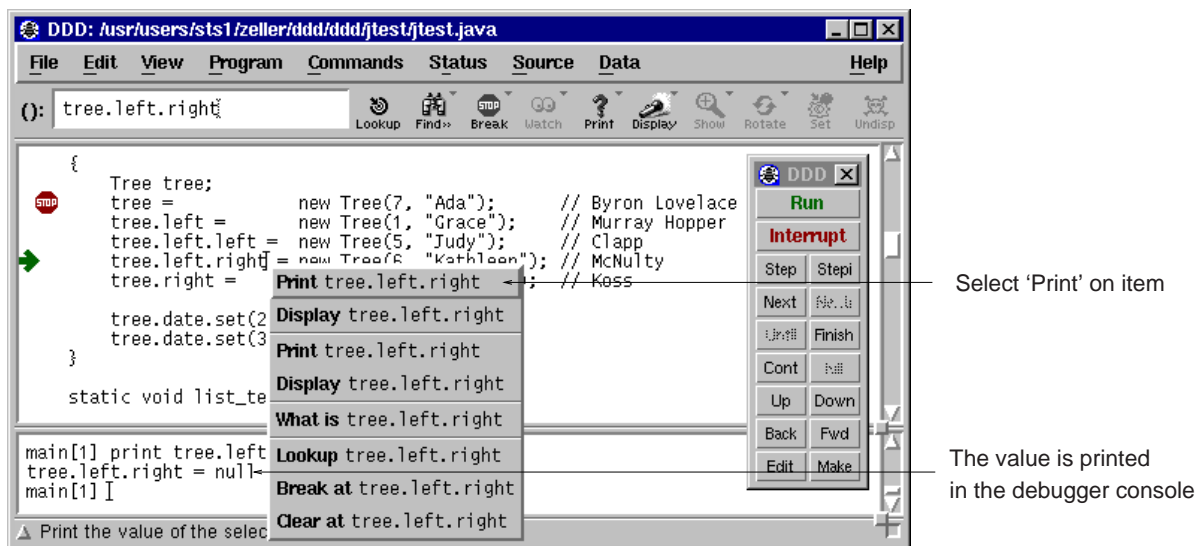 DDD: /usr/users/sts1/zeller/ddd/ddd/jtest/jtest.java
File Edit View Program Commands Status Source Data Help
(): tree.left.right
Lookup Find» Break Watch Print Display Show Rotate Set Undisp
{
Tree tree;
STOP tree = new Tree(7, "Ada"); // Byron Lovelace
tree.left = new Tree(1, "Grace"); // Murray Hopper
tree.left.left = new Tree(5, "Judy"); // Clapp
tree.left.right = new Tree(6, "Kathleen"); // McNulty
tree.right = ; // Koss
tree.date.set(2
tree.date.set(3
}
static void list_te
Print tree.left.right
Display tree.left.right
Print tree.left.right
Display tree.left.right
What is tree.left.right
Lookup tree.left.right
Break at tree.left.right
Clear at tree.left.right
DDD
Run
Interrupt
Step Stepi
Next
Until Finish
Cont Kill
Up Down
Back Fwd
Edit Make
main[1] print tree.left
tree.left.right = null
main[1]
Print the value of the selec
Select ‘Print’ on item
The value is printed
in the debugger console